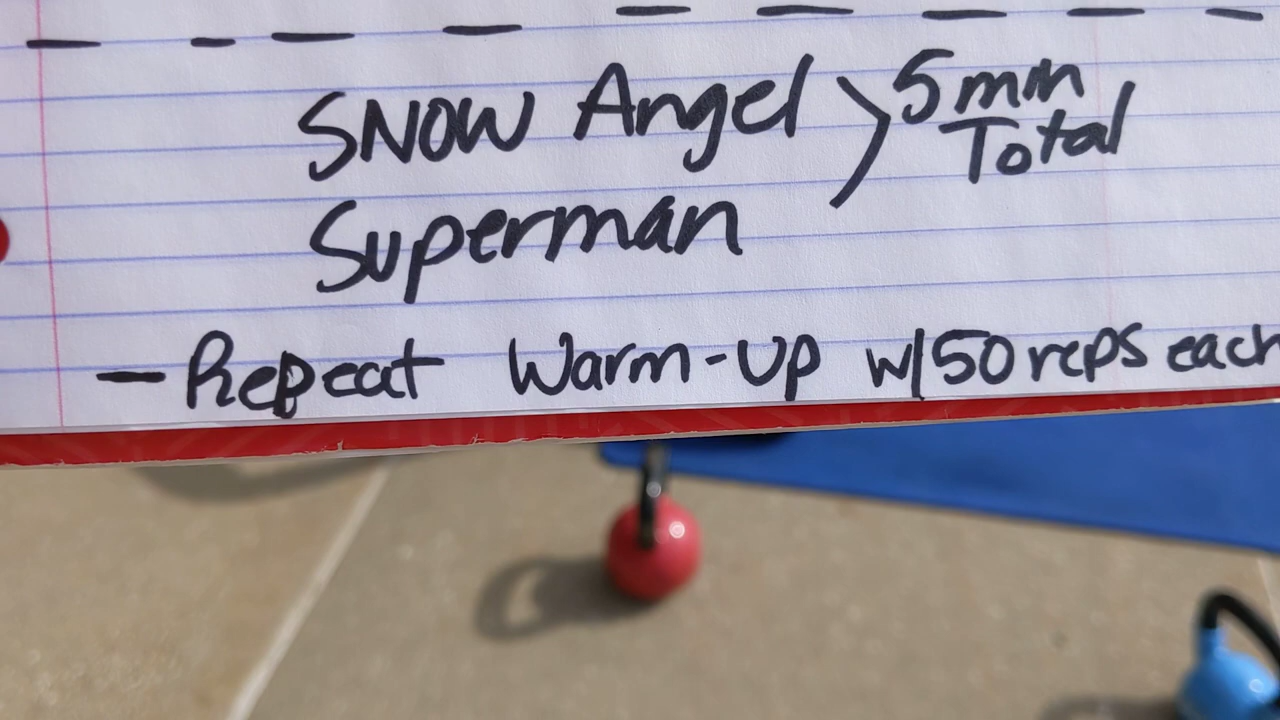 SNOW Angel > 5 min
Total
Superman
- Repeat Warm-up w/ 50 reps each